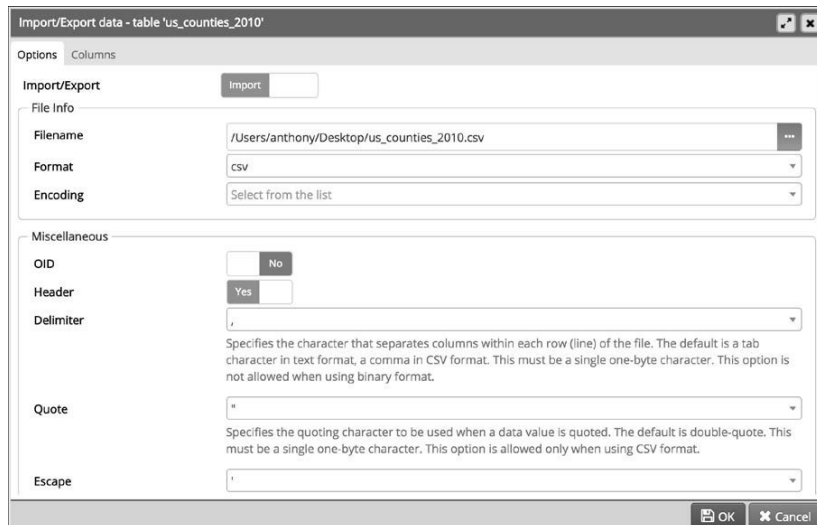 Import/Export data - table 'us_counties_2010'
Options Columns
Import/Export Import
File Info
Filename /Users/anthony/Desktop/us_counties_2010.csv
Format csv
Encoding Select from the list
Miscellaneous
OID No
Header Yes
Delimiter ,
Specifies the character that separates columns within each row (line) of the file. The default is a tab
character in text format, a comma in CSV format. This must be a single one-byte character. This option is
not allowed when using binary format.
Quote "
Specifies the quoting character to be used when a data value is quoted. The default is double-quote. This
must be a single one-byte character. This option is allowed only when using CSV format.
Escape '
OK Cancel